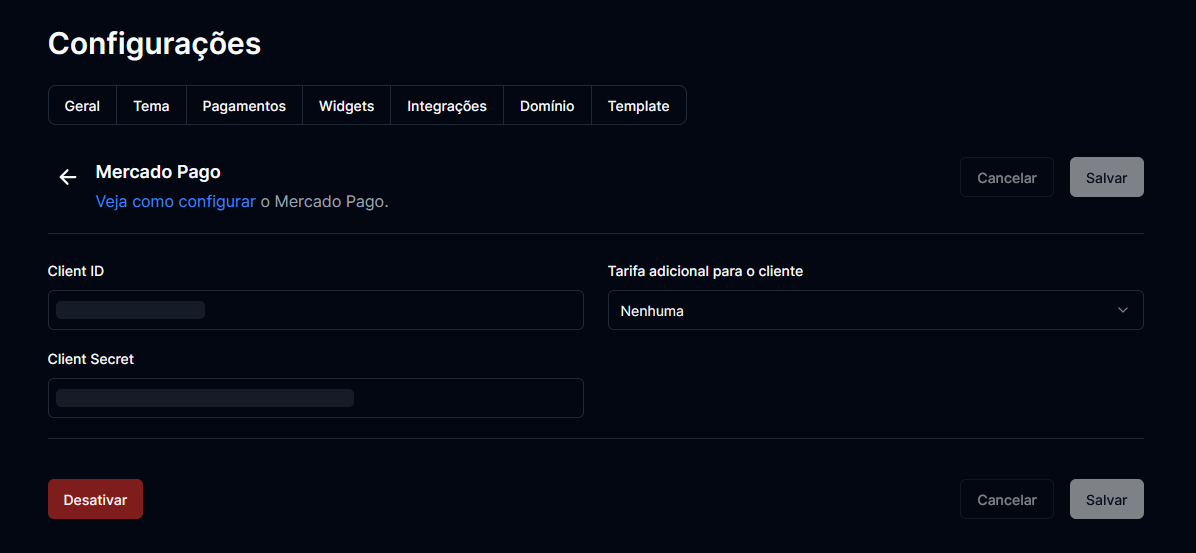 Configurações
Geral Tema Pagamentos Widgets Integrações Domínio Template
Mercado Pago
Veja como configurar o Mercado Pago.
Cancelar Salvar
Client ID
Tarifa adicional para o cliente
Nenhuma
Client Secret
Desativar
Cancelar Salvar